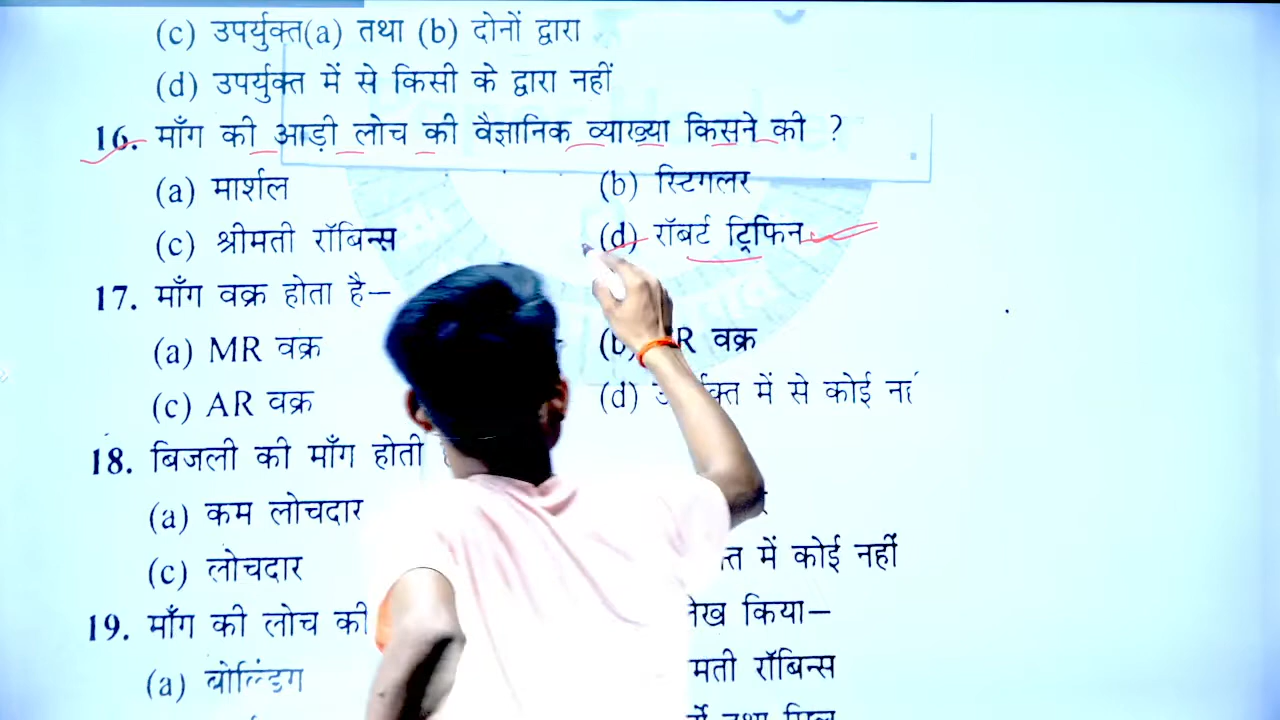 (c) उपर्युक्त(a) तथा (b) दोनों द्वारा
(d) उपर्युक्त में से किसी के द्वारा नहीं
16. माँग की आड़ी लोच की वैज्ञानिक व्याख्या किसने की ?
(a) मार्शल (b) स्टिगलर
(c) श्रीमती रॉबिन्स (d) रॉबर्ट ट्रिफिन
17. माँग वक्र होता है–
(a) MR वक्र (b) R वक्र
(c) AR वक्र (d) में से कोई
18. बिजली की माँग होती
(a) कम लोचदार
(c) लोचदार में कोई नहीं
19. माँग की लोच की किया–
(a) बोल्डिंग रॉबिन्स